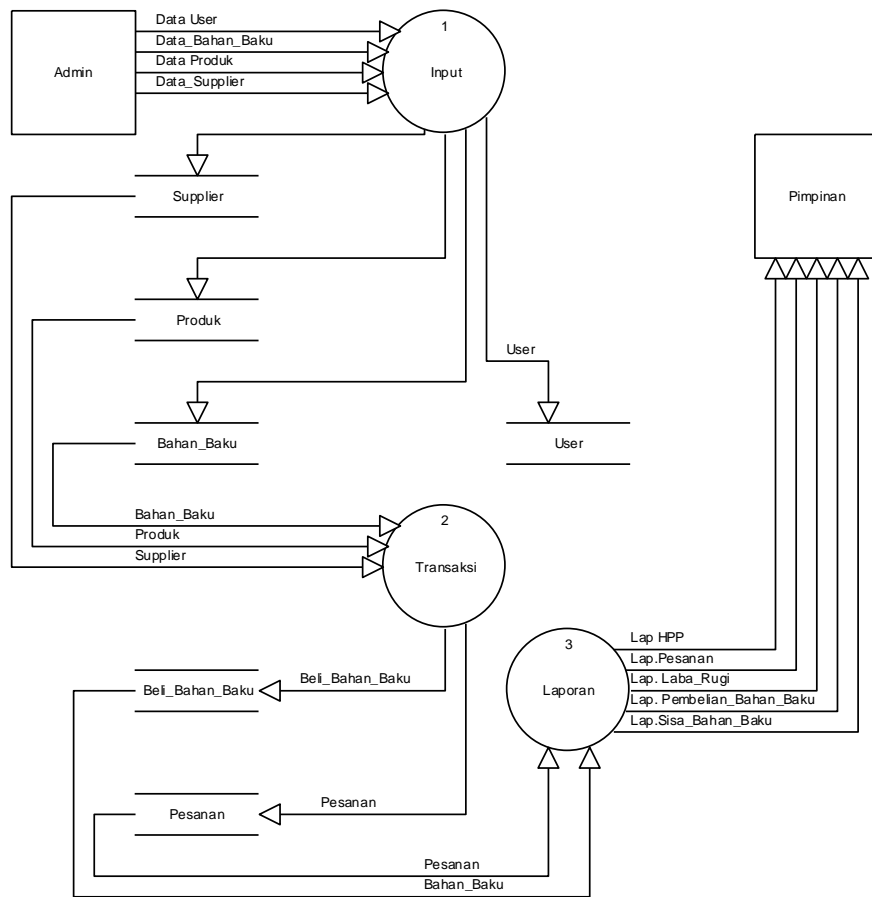 Data User
Data_Bahan_Baku
Data Produk
Data_Supplier
Admin
1
Input
Supplier
Pimpinan
Produk
User
Bahan_Baku
User
Bahan_Baku
Produk
Supplier
2
Transaksi
3
Laporan
Lap HPP
Lap.Pesanan
Lap. Laba_Rugi
Lap. Pembelian_Bahan_Baku
Lap.Sisa_Bahan_Baku
Beli_Bahan_Baku
Beli_Bahan_Baku
Pesanan
Pesanan
Pesanan
Bahan_Baku